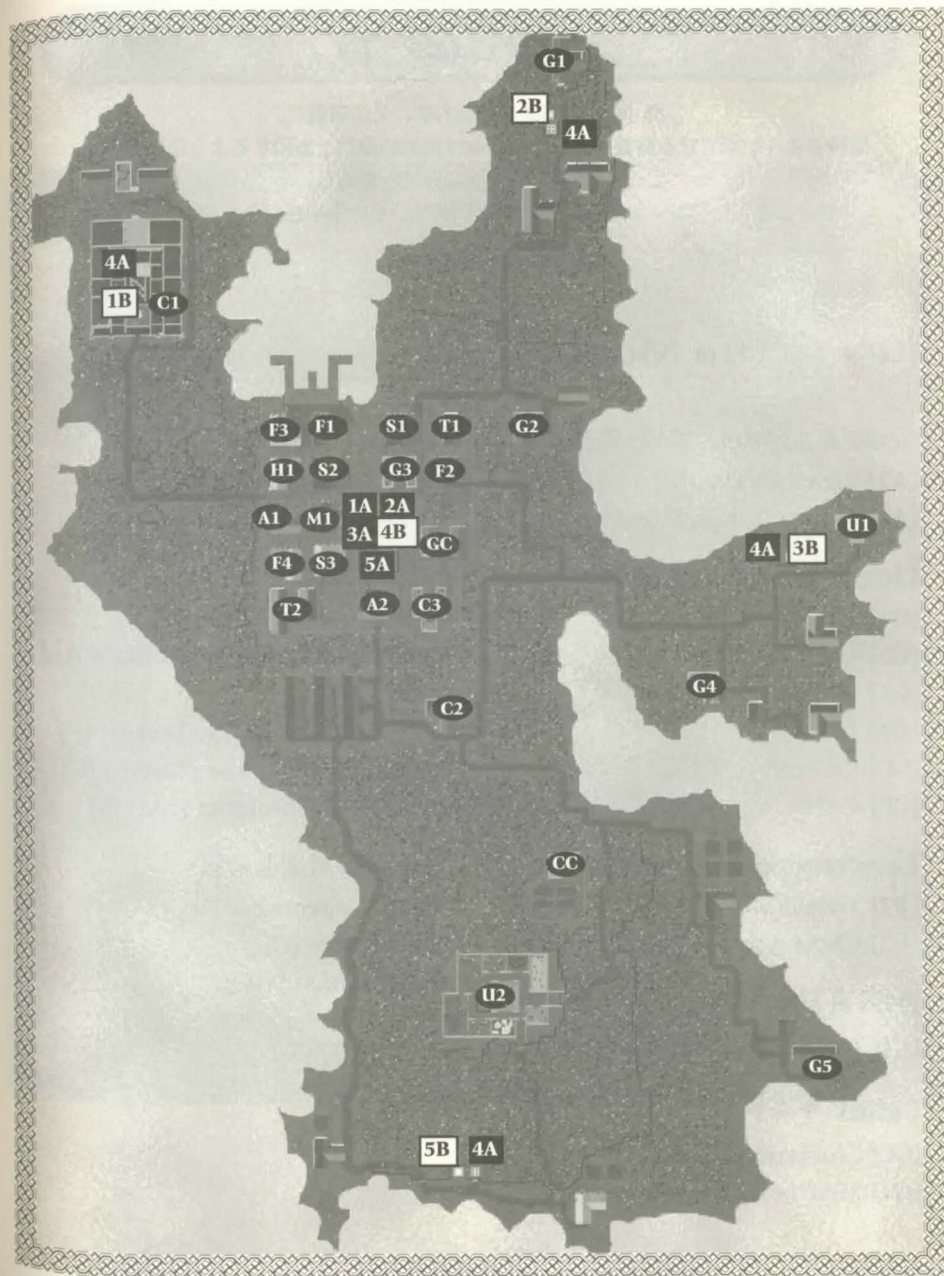 G1
2B
4A
4A
1B C1
F3 F1 S1 T1 G2
H1 S2 G3 F2
1A 2A
A1 M1 3A 4B GC
U1
4A 3B
F4 S3 5A
T2 A2 C3
G4
C2
CC
U2
G5
5B 4A